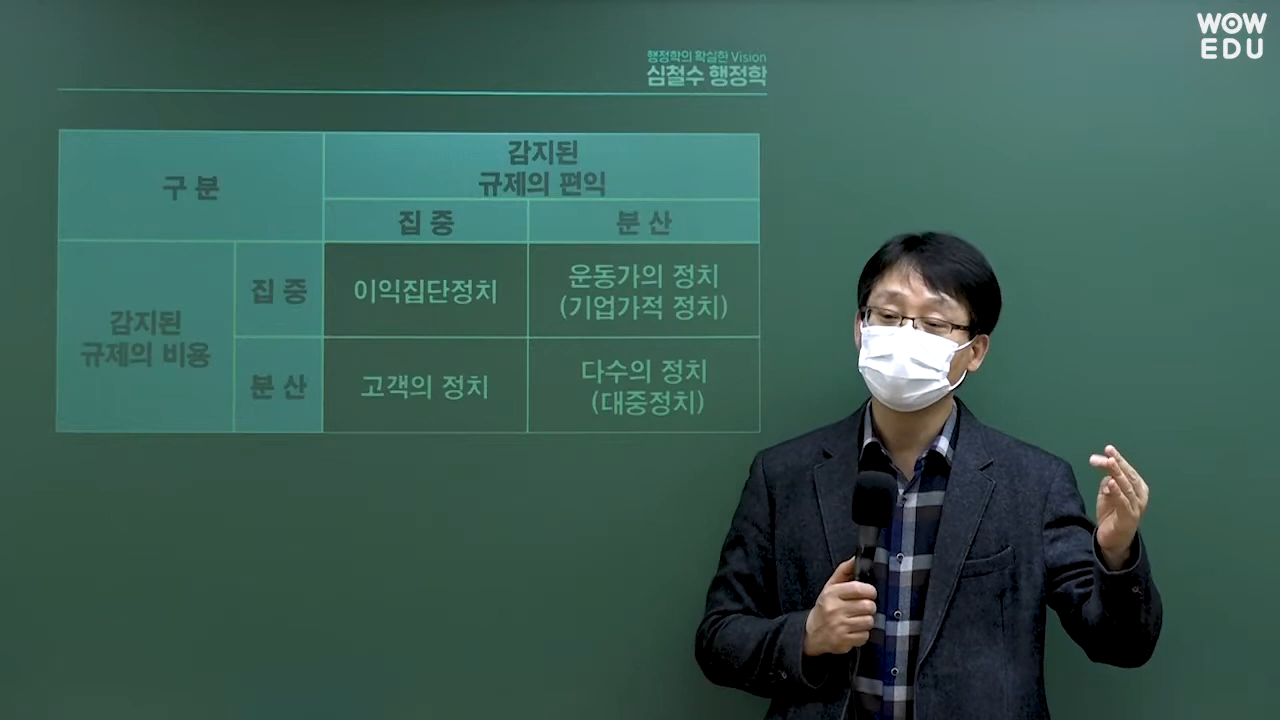 WOW
EDU
행정학의 확실한 Vision
심철수 행정학
구 분
감지된
규제의 편익
집 중
분 산
감지된
규제의 비용
집 중
이익집단정치
운동가의 정치
(기업가적 정치)
분 산
고객의 정치
다수의 정치
(대중정치)